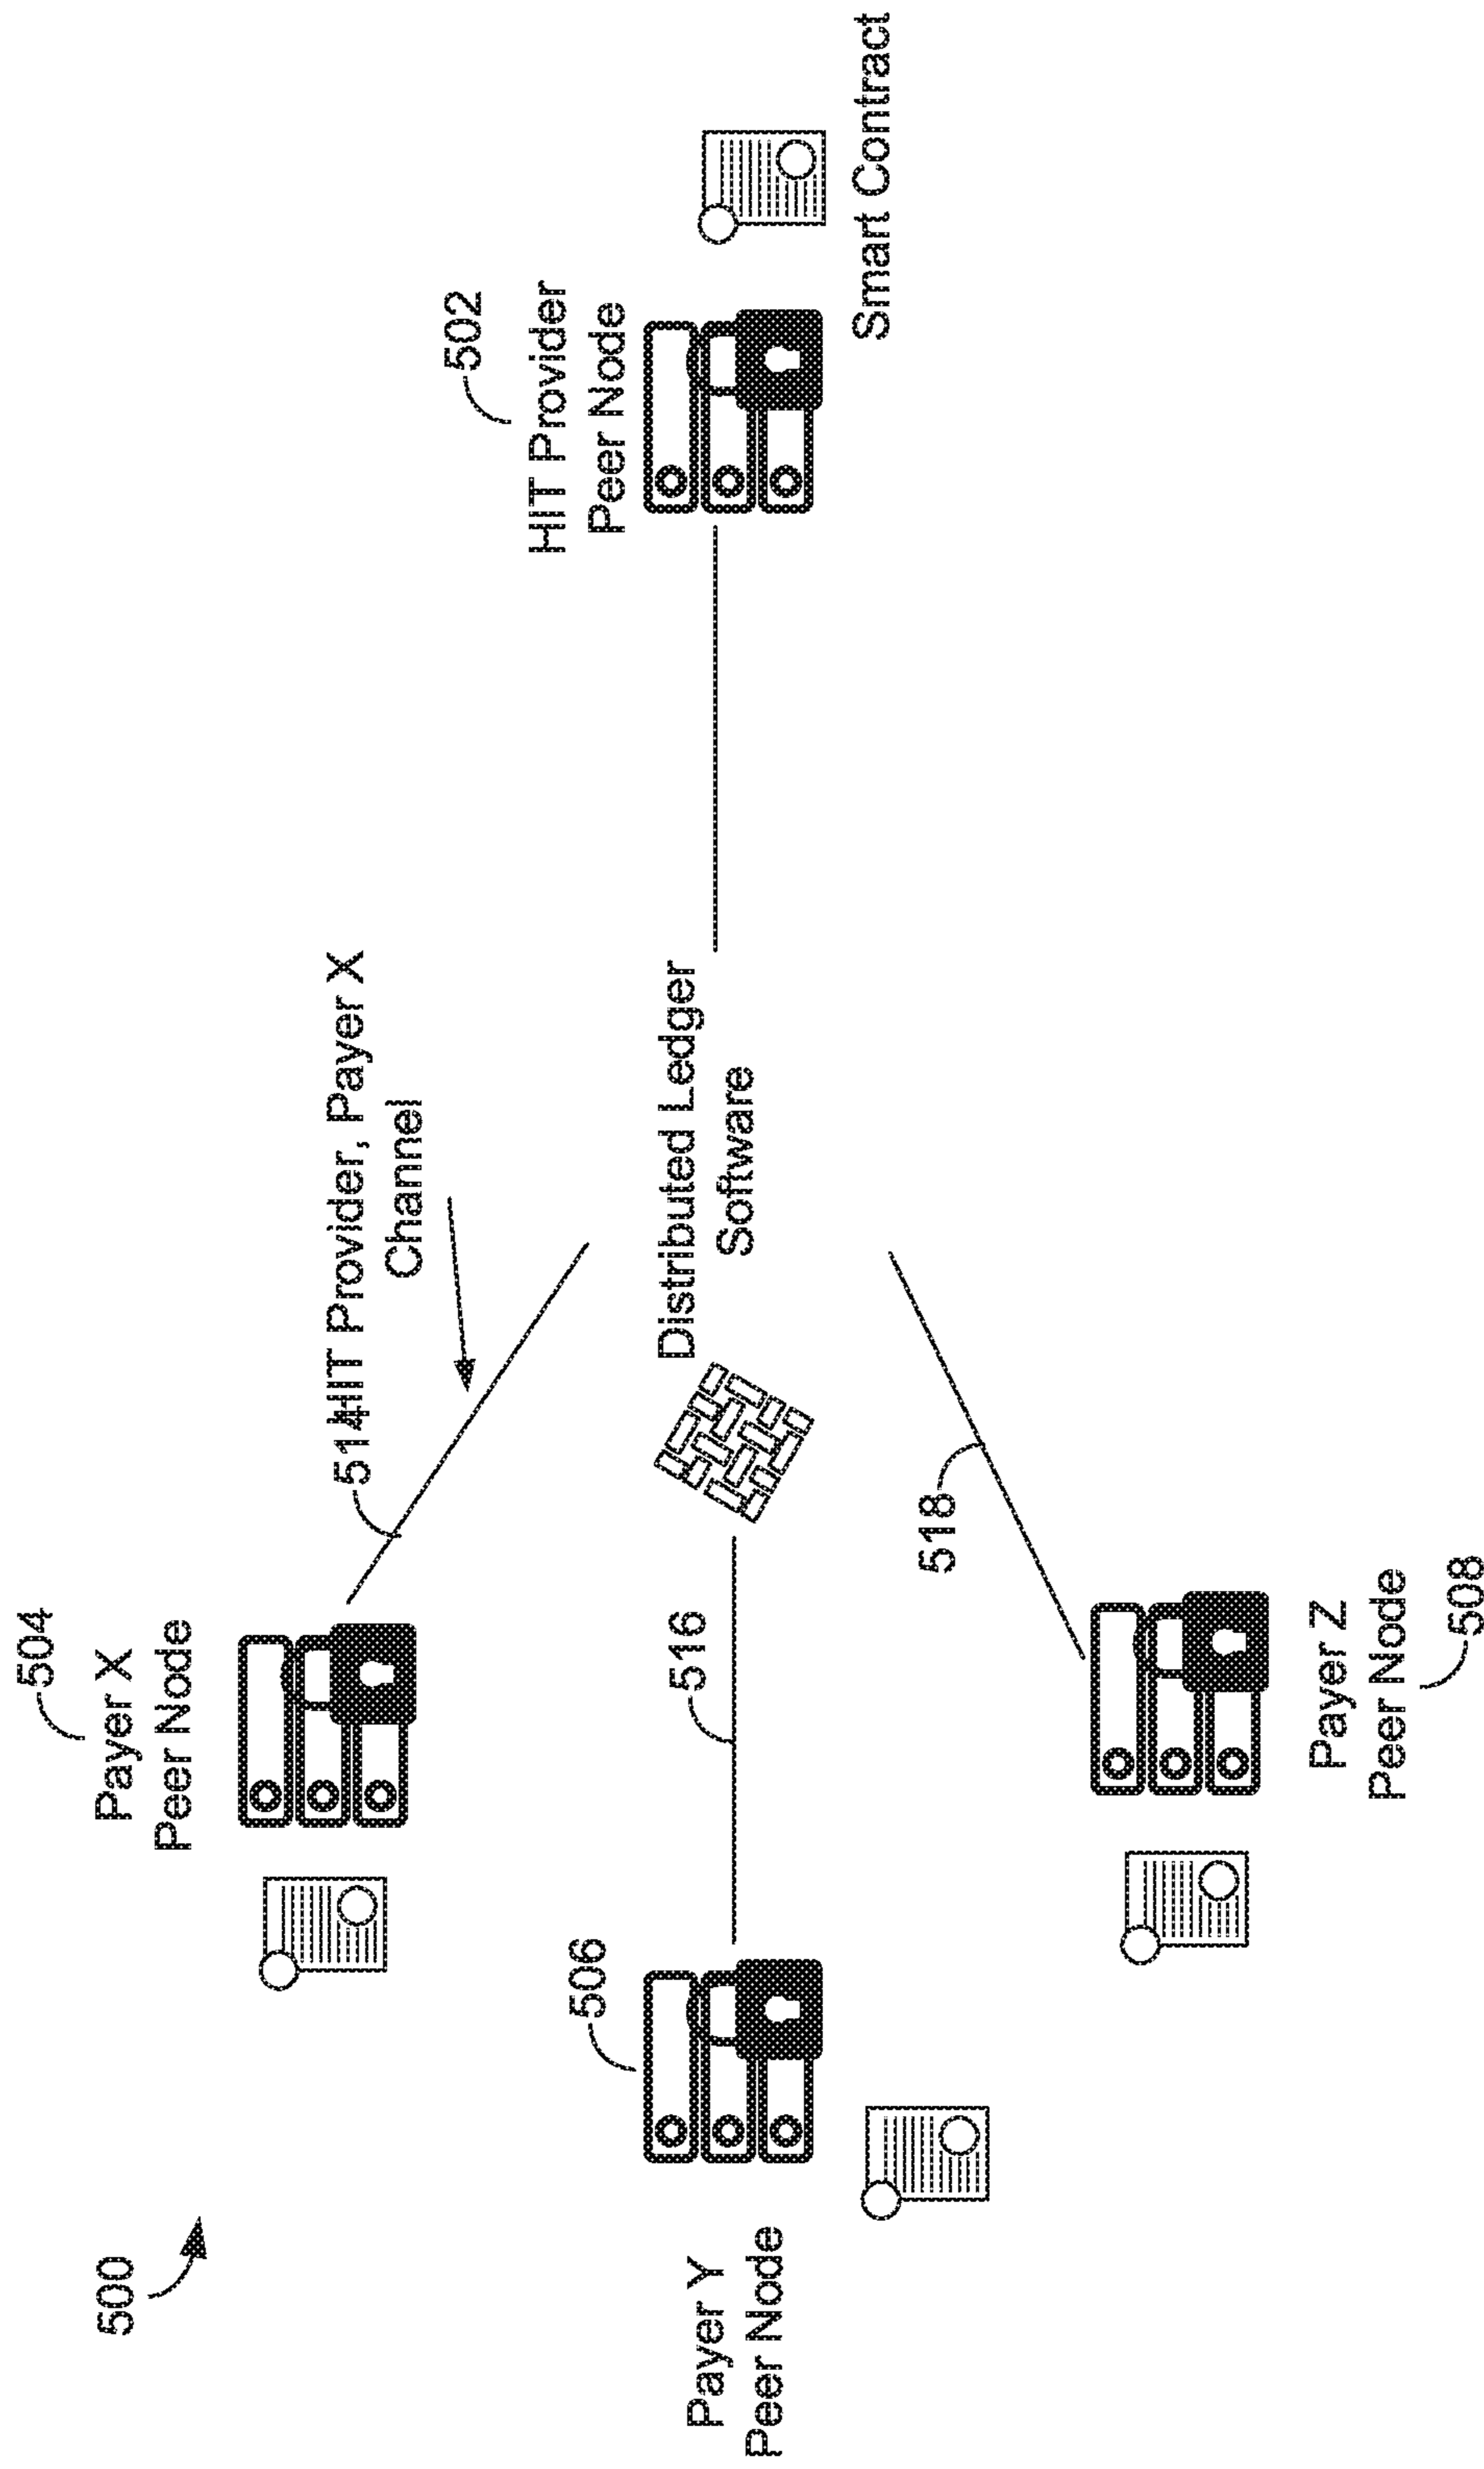 500
504
Payer X
Peer Node
514
HIT Provider, Payer X
Channel
502
HIT Provider
Peer Node
506
Payer Y
Peer Node
516
Distributed Ledger
Software
Smart Contract
518
Payer Z
Peer Node
508